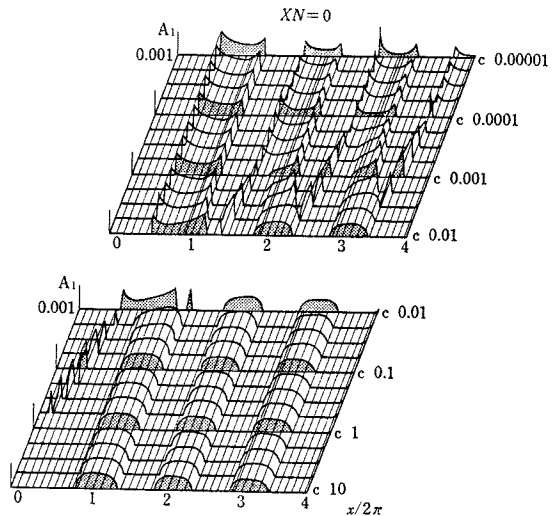 XN=0
A₁
0.001
c 0.00001
c 0.0001
c 0.001
c 0.01
0 1 2 3 4
A₁
0.001
c 0.01
c 0.1
c 1
c 10
0 1 2 3 4 x/2π